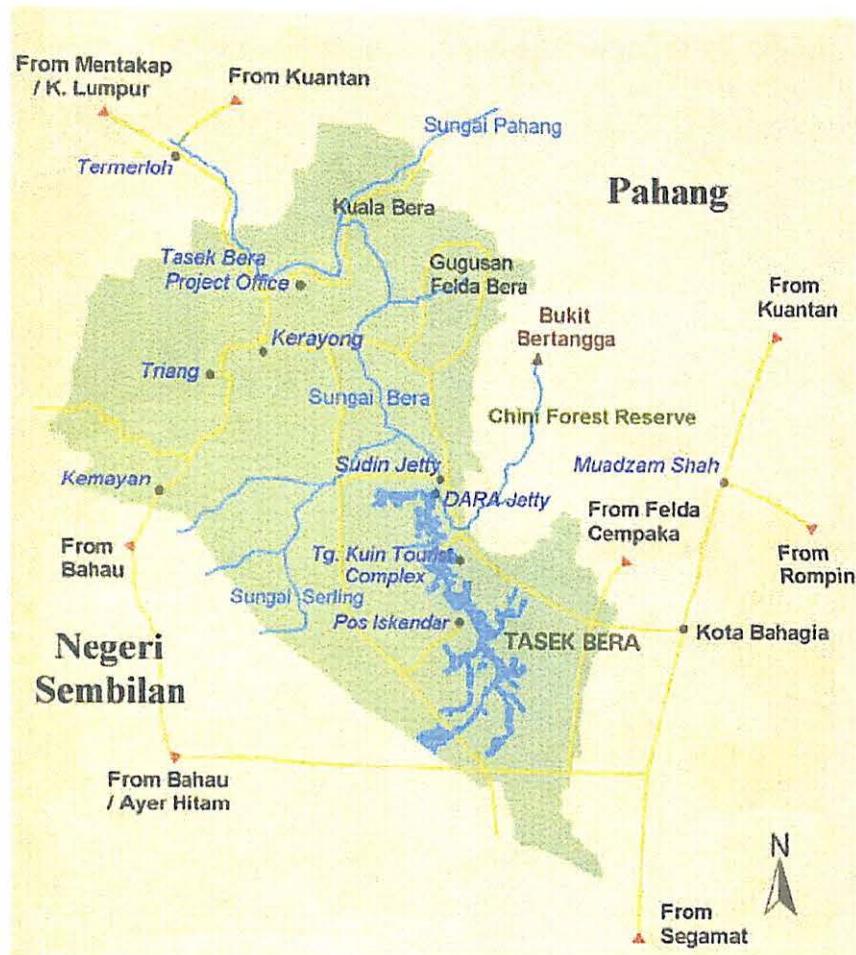 From Mentakap
/ K. Lumpur
From Kuantan
Sungai Pahang
Termerloh
Pahang
Kuala Bera
Tasek Bera
Project Office
Gugusan
Felda Bera
From
Kuantan
Bukit
Bertangga
Kerayong
Triang
Sungai Bera
Chini Forest Reserve
Sudin Jetty
Muadzam Shah
Kemayan
DARA Jetty
From Felda
Cempaka
From
Bahau
From
Rompin
Tg. Kuin Tourist
Complex
Sungai Serling
Pos Iskandar
TASEK BERA
Kota Bahagia
Negeri
Sembilan
From Bahau
/ Ayer Hitam
N
From
Segamat